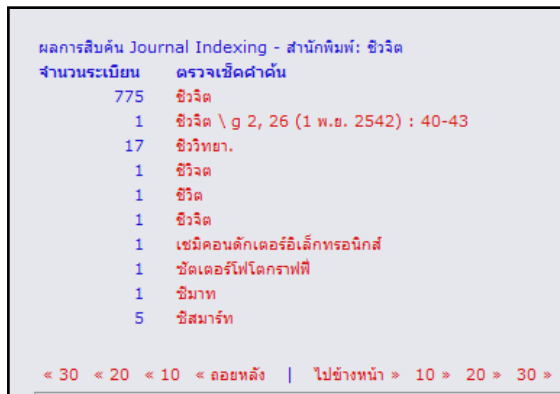 ผลการสืบค้น Journal Indexing - สำนักพิมพ์: ชีวจิต
จำนวนระเบียน ตรวจเช็คคำค้น
775 ชีวจิต
1 ชีวจิต \ g 2, 26 (1 พ.ย. 2542) : 40-43
17 ชีววิทยา.
1 ชีวิจต
1 ชีวิต
1 ชืวจิต
1 เซมิคอนดักเตอร์อิเล็กทรอนิกส์
1 ชัตเตอร์โฟโตกราฟฟี่
1 ซีมาท
5 ซีสมาร์ท
« 30 « 20 « 10 « ถอยหลัง | ไปข้างหน้า » 10 » 20 » 30 »